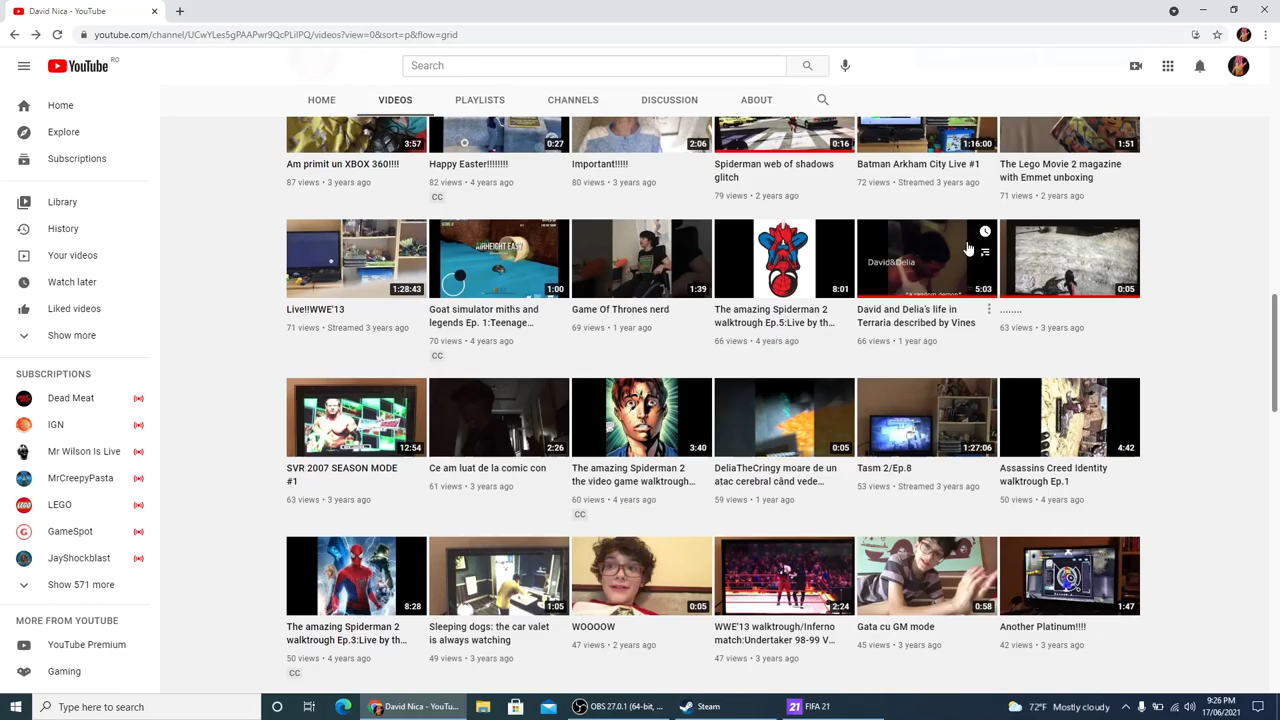 David Nica - YouTube
youtube.com/channel/UCwYLes5gPAAPwr9QcPLilPQ/videos?view=0&sort=p&flow=grid
YouTube RO
Search
HOME VIDEOS PLAYLISTS CHANNELS DISCUSSION ABOUT
Home
Explore
Subscriptions
Library
History
Your videos
Watch later
Liked videos
Show more
SUBSCRIPTIONS
Dead Meat
IGN
Mr Wilson Is Live
MrCreepyPasta
LEGO
GameSpot
JayShockblast
Show 571 more
MORE FROM YOUTUBE
YouTube Premium
Gaming
3:57
Am primit un XBOX 360!!!!
87 views • 3 years ago
0:27
Happy Easter!!!!!!!!
82 views • 4 years ago
CC
2:06
Important!!!!!
80 views • 3 years ago
0:16
Spiderman web of shadows
glitch
79 views • 2 years ago
1:16:00
Batman Arkham City Live #1
72 views • Streamed 3 years ago
1:51
The Lego Movie 2 magazine
with Emmet unboxing
71 views • 2 years ago
1:28:43
Live!!WWE'13
71 views • Streamed 3 years ago
AIRHEIGHT EASY
1:00
Goat simulator miths and
legends Ep. 1:Teenage...
70 views • 4 years ago
CC
1:39
Game Of Thrones nerd
69 views • 1 year ago
8:01
The amazing Spiderman 2
walktrough Ep.5:Live by th...
66 views • 4 years ago
David&Delia
*a random demon*
5:03
David and Delia's life in
Terraria described by Vines
66 views • 1 year ago
0:05
........
63 views • 3 years ago
12:54
SVR 2007 SEASON MODE
#1
63 views • 3 years ago
2:26
Ce am luat de la comic con
61 views • 3 years ago
3:40
The amazing Spiderman 2
the video game walktrough...
60 views • 4 years ago
CC
0:05
DeliaTheCringy moare de un
atac cerebral când vede...
59 views • 1 year ago
1:27:06
Tasm 2/Ep.8
53 views • Streamed 3 years ago
4:42
Assassins Creed Identity
walktrough Ep.1
50 views • 4 years ago
8:28
The amazing Spiderman 2
walktrough Ep.3:Live by th...
50 views • 4 years ago
CC
1:05
Sleeping dogs: the car valet
is always watching
49 views • 3 years ago
0:05
WOOOOW
47 views • 2 years ago
2:24
WWE'13 walktrough/Inferno
match:Undertaker 98-99 V...
47 views • 3 years ago
0:58
Gata cu GM mode
45 views • 3 years ago
1:47
Another Platinum!!!!
42 views • 3 years ago
Type here to search
David Nica - YouTu...
OBS 27.0.1 (64-bit, ...
Steam
21 FIFA 21
72°F Mostly cloudy
9:26 PM
17/06/2021